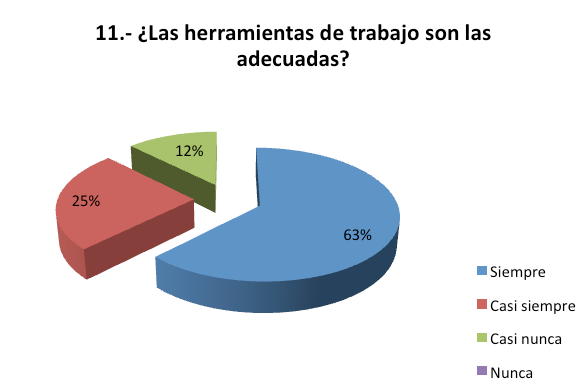 11.- ¿Las herramientas de trabajo son las
adecuadas?
12%
25%
63%
Siempre
Casi siempre
Casi nunca
Nunca